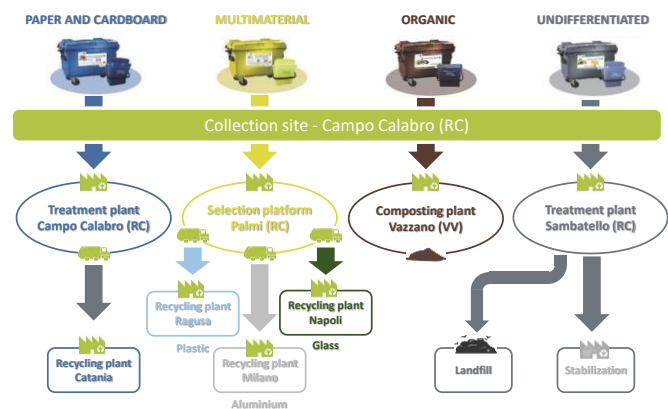 PAPER AND CARDBOARD
MULTIMATERIAL
ORGANIC
UNDIFFERENTIATED
Collection site - Campo Calabro (RC)
Treatment plant
Campo Calabro (RC)
Selection platform
Palmi (RC)
Composting plant
Vazzano (VV)
Treatment plant
Sambatello (RC)
Recycling plant
Ragusa
Plastic
Recycling plant
Napoli
Glass
Recycling plant
Catania
Recycling plant
Milano
Aluminium
Landfill
Stabilization